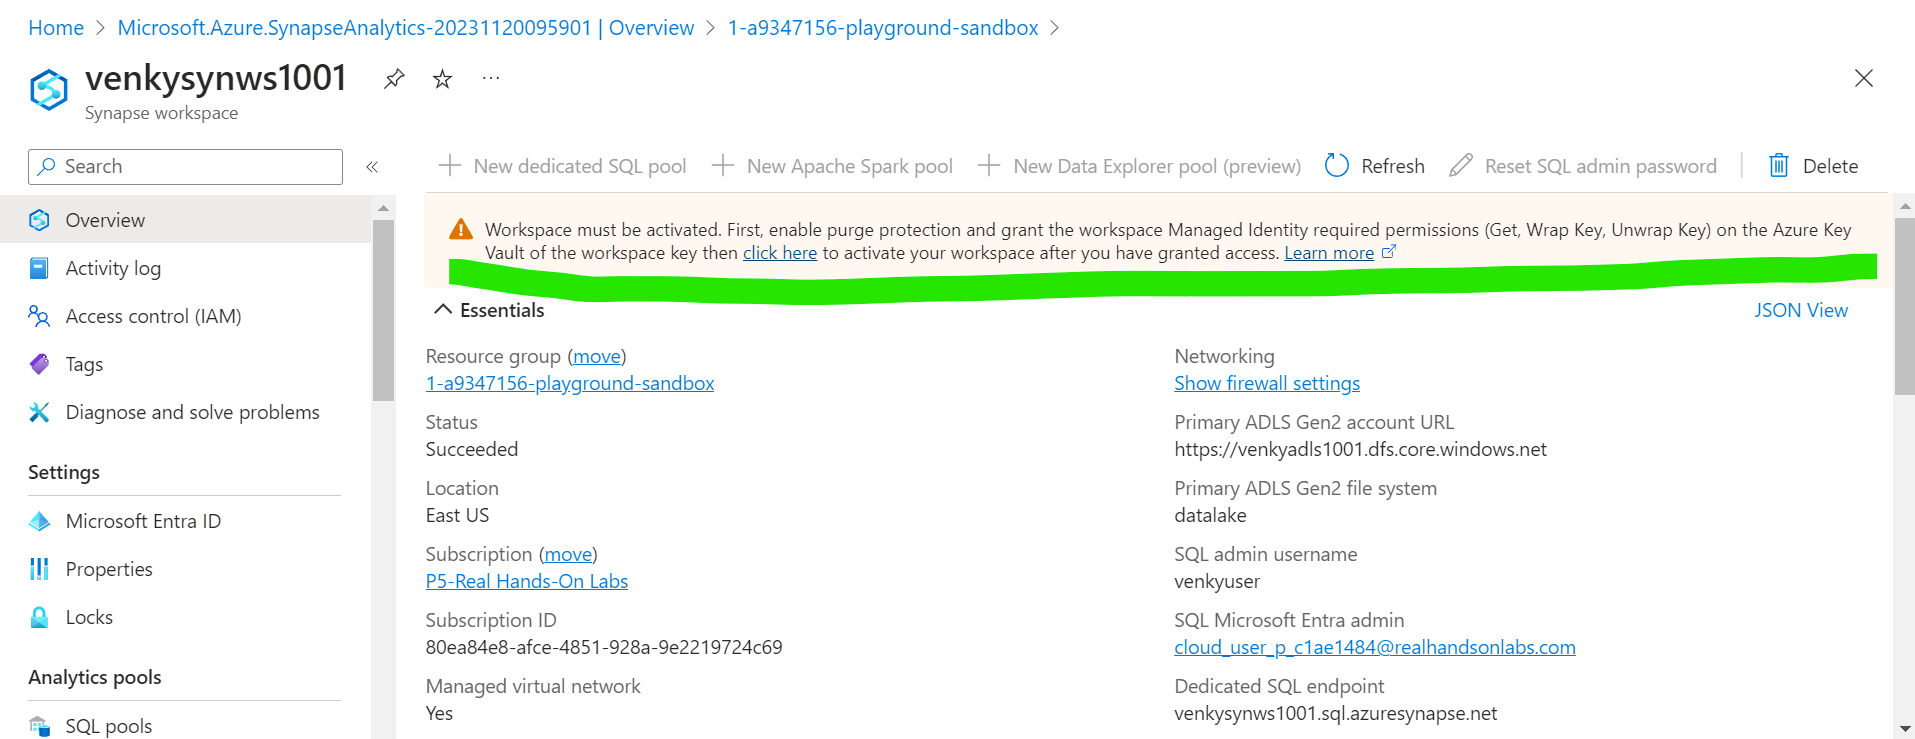 Home > Microsoft.Azure.SynapseAnalytics-20231120095901 | Overview > 1-a9347156-playground-sandbox >
venkysynws1001
Synapse workspace
Search
Overview
Activity log
Access control (IAM)
Tags
Diagnose and solve problems
Settings
Microsoft Entra ID
Properties
Locks
Analytics pools
SQL pools
New dedicated SQL pool New Apache Spark pool New Data Explorer pool (preview) Refresh Reset SQL admin password Delete
Workspace must be activated. First, enable purge protection and grant the workspace Managed Identity required permissions (Get, Wrap Key, Unwrap Key) on the Azure Key
Vault of the workspace key then click here to activate your workspace after you have granted access. Learn more
Essentials
JSON View
Resource group (move)
1-a9347156-playground-sandbox
Status
Succeeded
Location
East US
Subscription (move)
P5-Real Hands-On Labs
Subscription ID
80ea84e8-afce-4851-928a-9e2219724c69
Managed virtual network
Yes
Networking
Show firewall settings
Primary ADLS Gen2 account URL
https://venkyadls1001.dfs.core.windows.net
Primary ADLS Gen2 file system
datalake
SQL admin username
venkyuser
SQL Microsoft Entra admin
cloud_user_p_c1ae1484@realhandsonlabs.com
Dedicated SQL endpoint
venkysynws1001.sql.azuresynapse.net